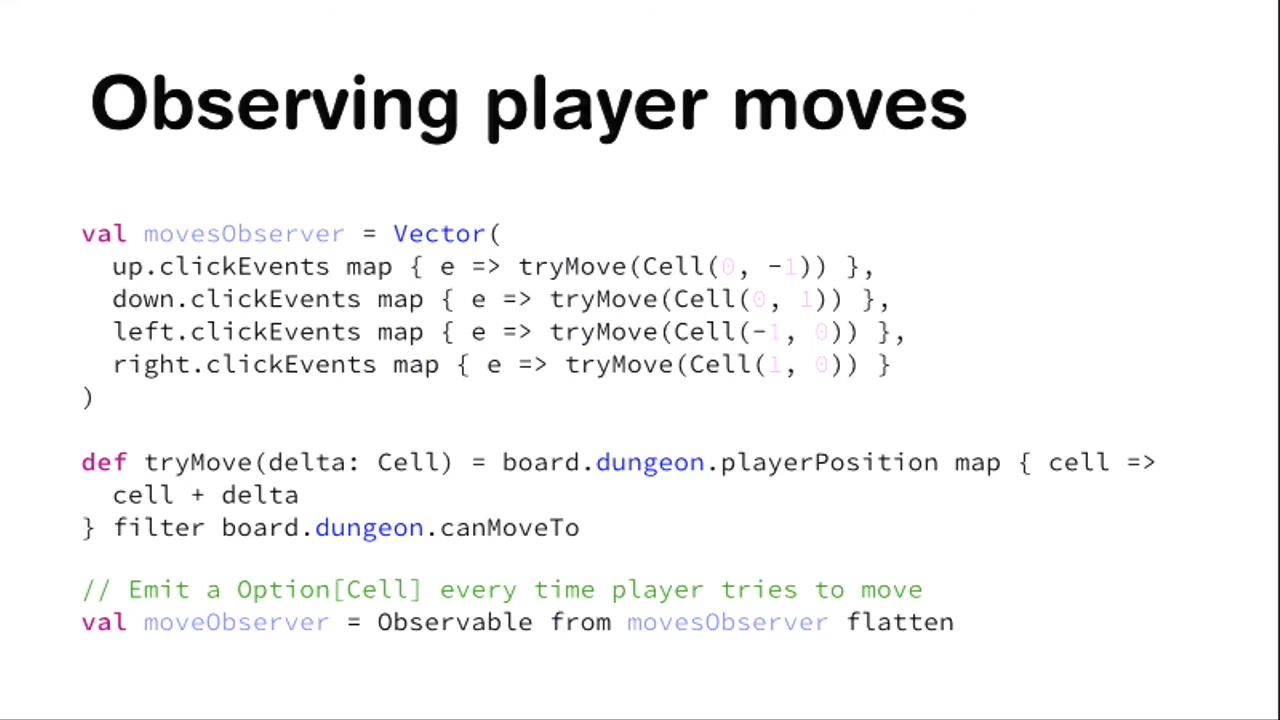 Observing player moves
val movesObserver = Vector(
  up.clickEvents map { e => tryMove(Cell(0, -1)) },
  down.clickEvents map { e => tryMove(Cell(0, 1)) },
  left.clickEvents map { e => tryMove(Cell(-1, 0)) },
  right.clickEvents map { e => tryMove(Cell(1, 0)) }
)
def tryMove(delta: Cell) = board.dungeon.playerPosition map { cell =>
  cell + delta
} filter board.dungeon.canMoveTo
// Emit a Option[Cell] every time player tries to move
val moveObserver = Observable from movesObserver flatten